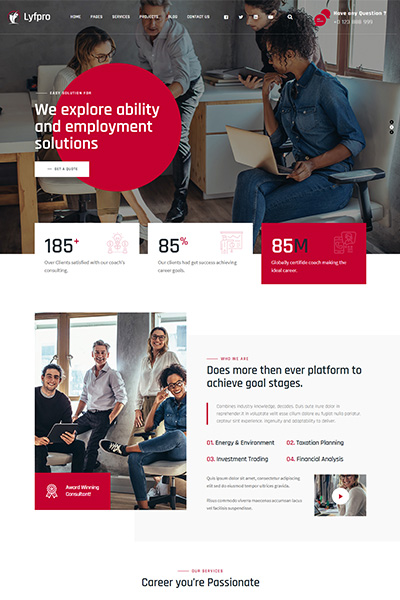 Lyfpro
HOME PAGES SERVICES PROJECTS BLOG CONTACT US
Have any Question ?
+0 123 888 555
EASY SOLUTION FOR
We explore ability
and employment
solutions
GET A QUOTE
185+
Over Clients satisfied with our coach's
consulting.
85%
Our clients had get success achieving
career goals.
85M
Globally certifide coach making the
ideal career.
WHO WE ARE
Does more then ever platform to
achieve goal stages.
Combines industry knowledge, decades. Duis aute irure dolor in
reprehenderit in voluptate velit esse cillum dolore eu fugiat nulla pariatur.
cepteur sint experience, ingenuity and adaptability to deliver.
01. Energy & Environment
02. Taxation Planning
03. Investment Trading
04. Financial Analysis
Quis ipsum dolor sit amet, consectetur adipiscing
elit sed do eiusmod tempor ultrices gravida.
Risus commodo viverra maecenas accumsan lacus
vel facilisis suspendisse.
Award Winning
Consultant!
OUR SERVICES
Career you're Passionate